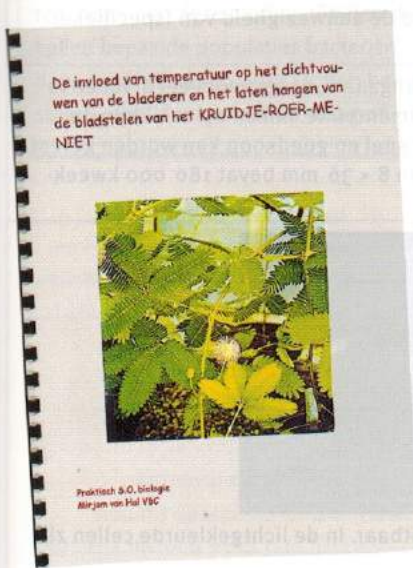 De invloed van temperatuur op het dichtvou-
wen van de bladeren en het laten hangen van
de bladstelen van het KRUIDJE-ROER-ME-
NIET
Praktisch S.O. biologie
Mirjam van Hal V6C